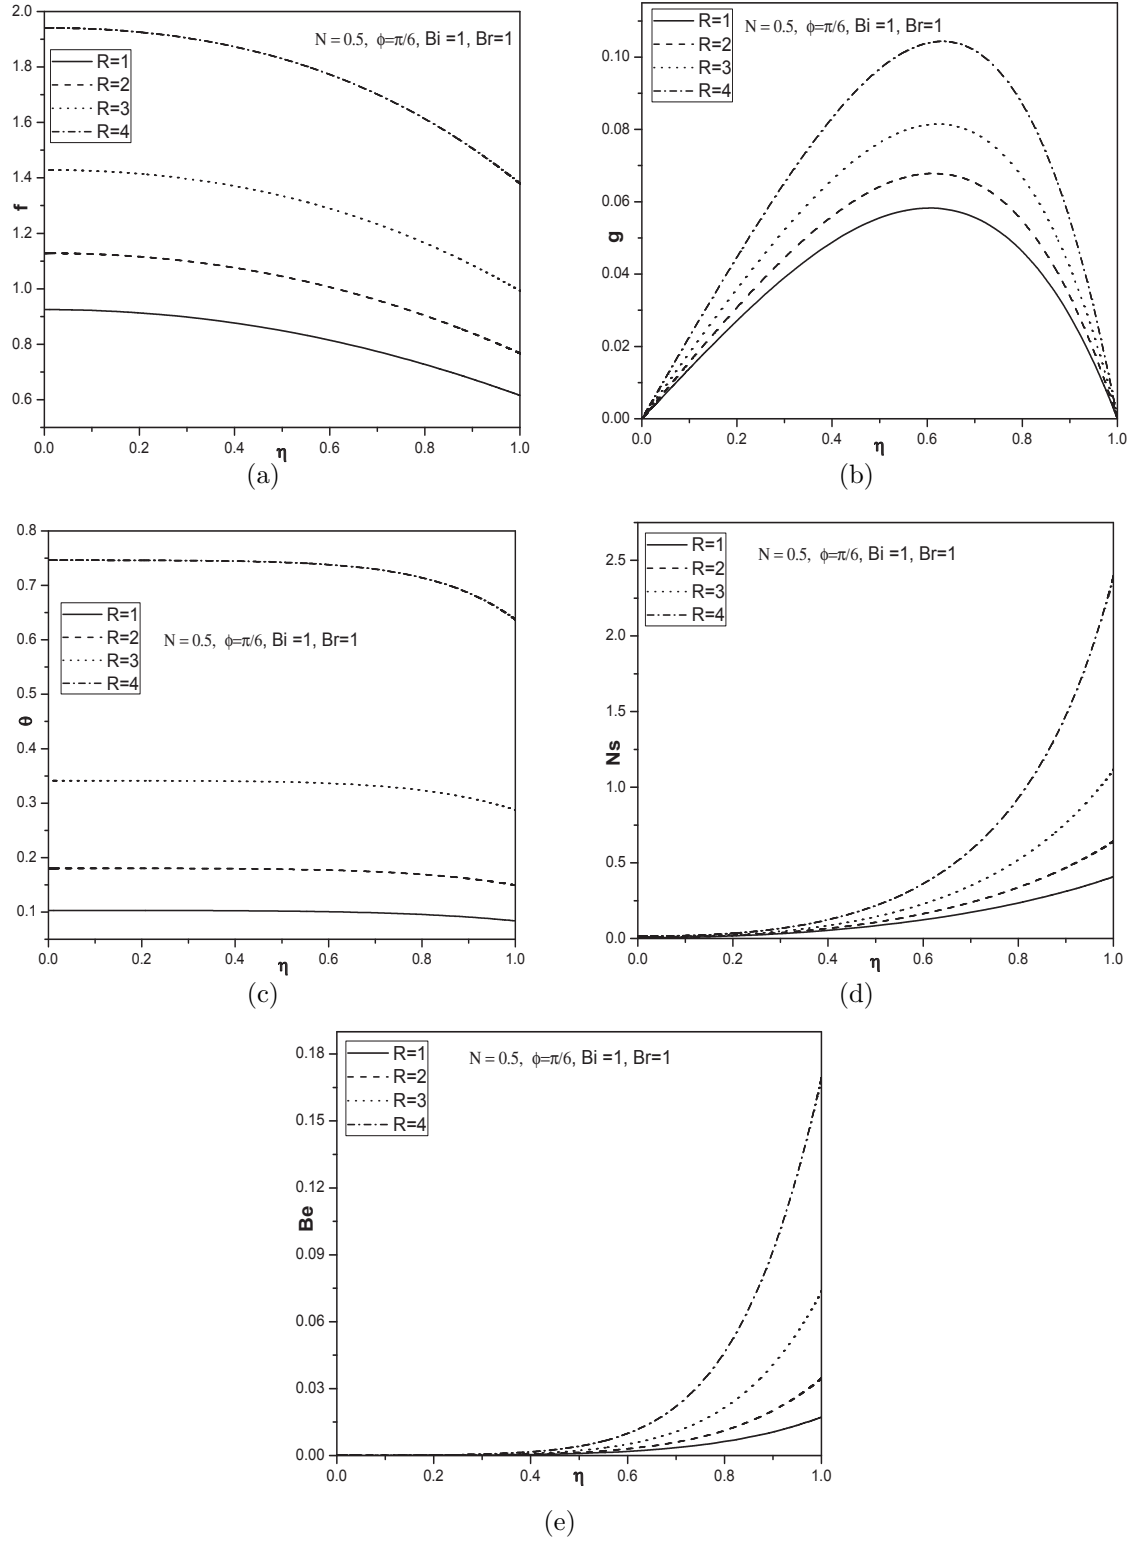 2.0
1.8
1.6
1.4
1.2
1.0
0.8
0.6
f
N = 0.5, ϕ=π/6, Bi =1, Br=1
R=1
R=2
R=3
R=4
0.0 0.2 0.4 0.6 0.8 1.0
η
(a)
0.10
0.08
0.06
0.04
0.02
0.00
g
R=1
R=2
R=3
R=4
N = 0.5, ϕ=π/6, Bi =1, Br=1
0.0 0.2 0.4 0.6 0.8 1.0
η
(b)
0.8
0.7
0.6
0.5
0.4
0.3
0.2
0.1
θ
R=1
R=2
R=3
R=4
N = 0.5, ϕ=π/6, Bi =1, Br=1
0.0 0.2 0.4 0.6 0.8 1.0
η
(c)
2.5
2.0
1.5
1.0
0.5
0.0
Ns
R=1
R=2
R=3
R=4
N = 0.5, ϕ=π/6, Bi =1, Br=1
0.0 0.2 0.4 0.6 0.8 1.0
η
(d)
0.18
0.15
0.12
0.09
0.06
0.03
0.00
Be
R=1
R=2
R=3
R=4
N = 0.5, ϕ=π/6, Bi =1, Br=1
0.0 0.2 0.4 0.6 0.8 1.0
η
(e)